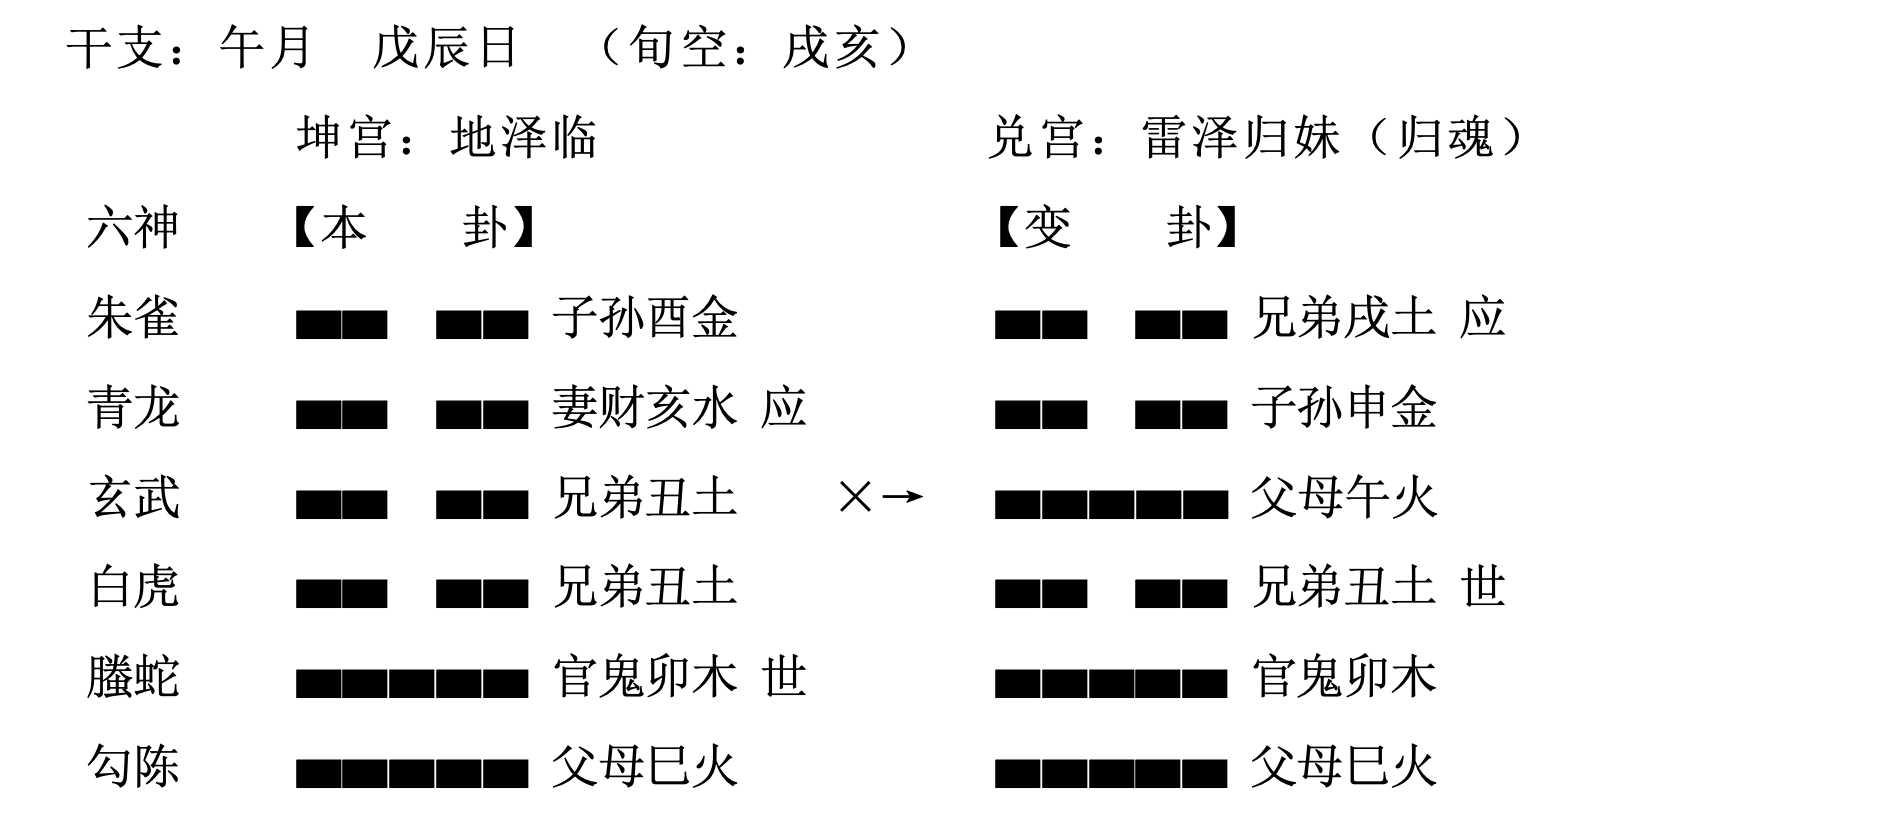 干支：午月 戊辰日 （旬空：戌亥）
坤宫：地泽临 兑宫：雷泽归妹（归魂）
六神 【本 卦】 【变 卦】
朱雀 子孙酉金 兄弟戌土 应
青龙 妻财亥水 应 子孙申金
玄武 兄弟丑土 ×→ 父母午火
白虎 兄弟丑土 兄弟丑土 世
螣蛇 官鬼卯木 世 官鬼卯木
勾陈 父母巳火 父母巳火